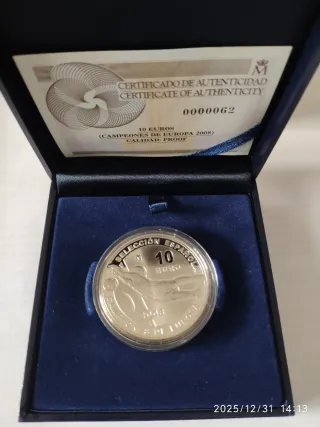 CERTIFICADO DE AUTENTICIDAD
CERTIFICATE OF AUTHENTICITY
0000062
10 EUROS
(CAMPEONES DE EUROPA 2008)
CALIDAD: PROOF
SELECCIÓN ESPAÑOLA
10
EURO
2025/12/31 14:13